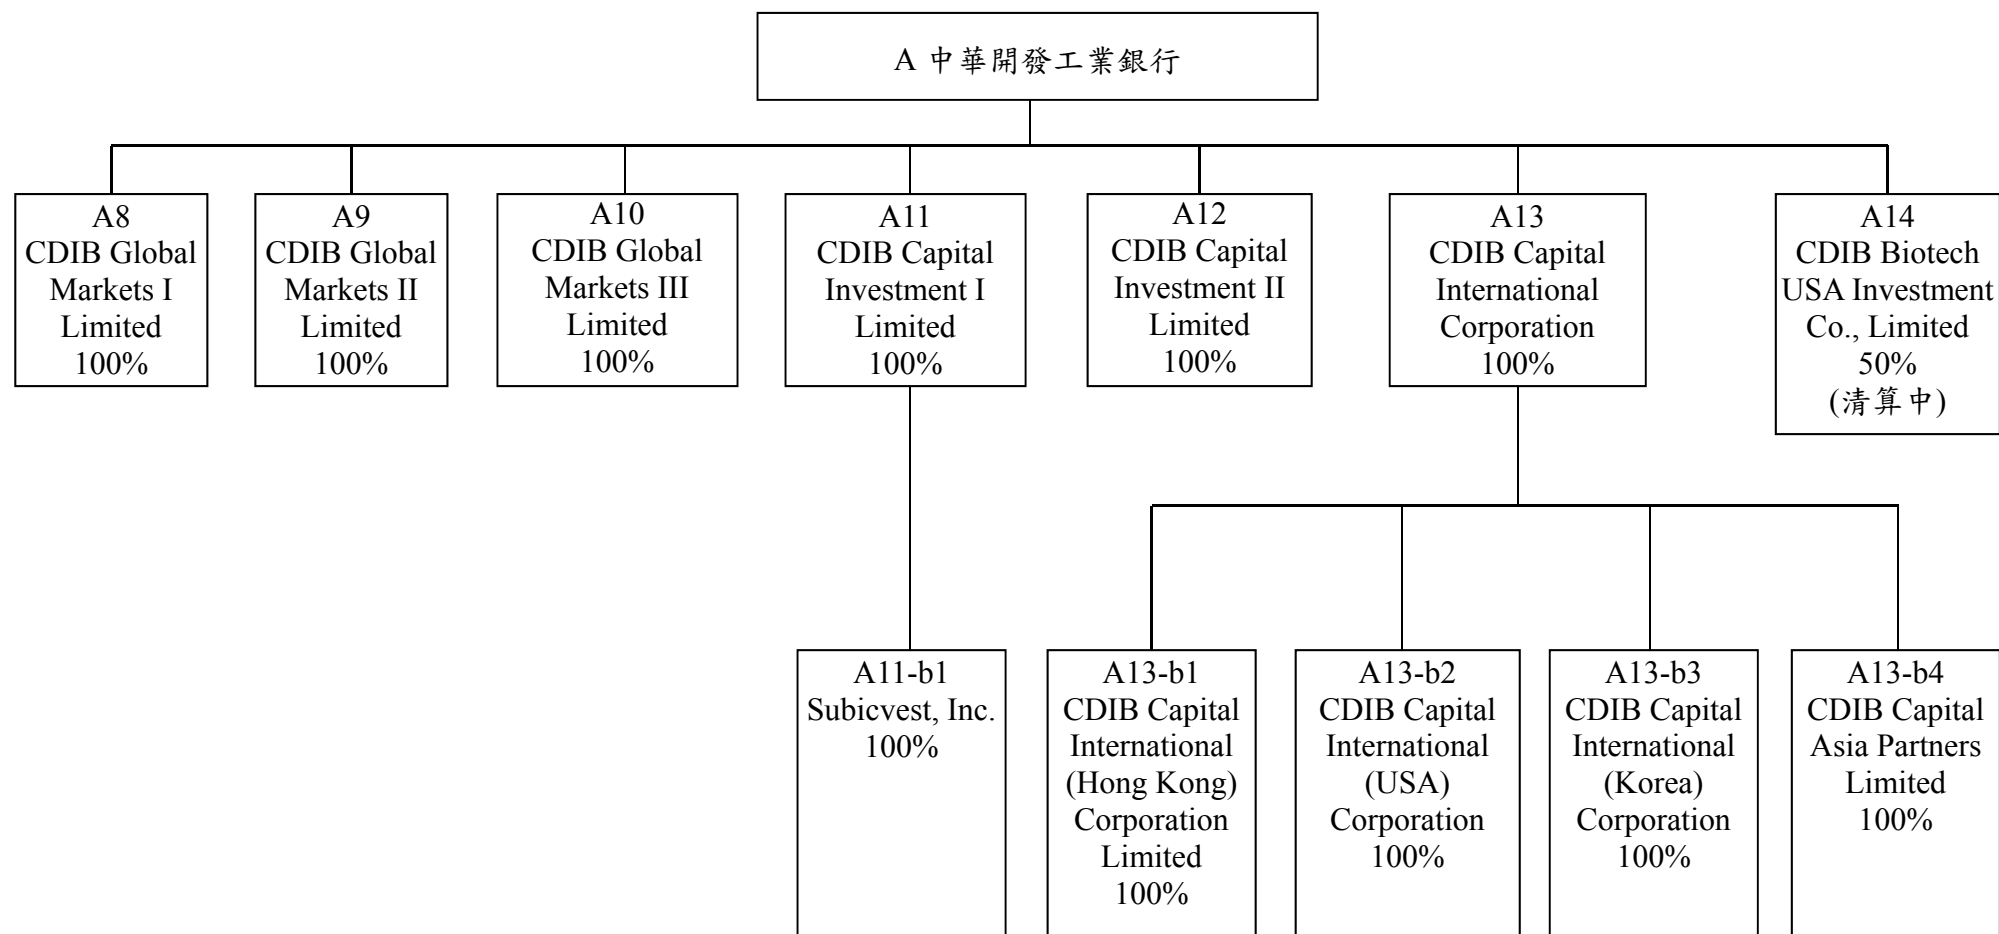 A 中華開發工業銀行
A8
CDIB Global
Markets I
Limited
100%
A9
CDIB Global
Markets II
Limited
100%
A10
CDIB Global
Markets III
Limited
100%
A11
CDIB Capital
Investment I
Limited
100%
A12
CDIB Capital
Investment II
Limited
100%
A13
CDIB Capital
International
Corporation
100%
A14
CDIB Biotech
USA Investment
Co., Limited
50%
(清算中)
A11-b1
Subicvest, Inc.
100%
A13-b1
CDIB Capital
International
(Hong Kong)
Corporation
Limited
100%
A13-b2
CDIB Capital
International
(USA)
Corporation
100%
A13-b3
CDIB Capital
International
(Korea)
Corporation
100%
A13-b4
CDIB Capital
Asia Partners
Limited
100%